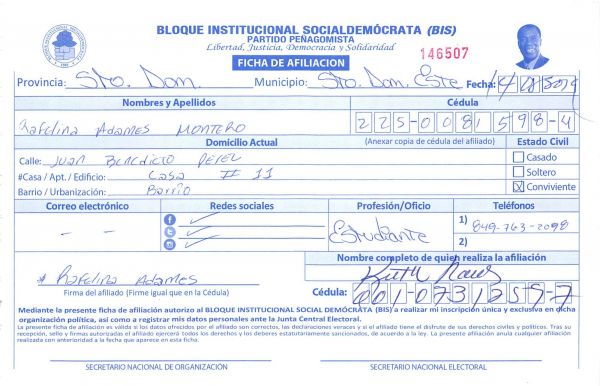 BLOQUE INSTITUCIONAL SOCIALDEMÓCRATA (BIS)
PARTIDO PEÑAGOMISTA
Libertad, Justicia, Democracia y Solidaridad
146507
FICHA DE AFILIACION
Provincia: Sto. Dom. Municipio: Sto. Dom. Este Fecha:
Nombres y Apellidos Cédula
Rafelina Adames Montero 225-0081598-4
Domicilio Actual (Anexar copia de cédula del afiliado) Estado Civil
Calle: Juan Benedicto Casado
#Casa / Apt. / Edificio: Casa # 11 Soltero
Barrio / Urbanización: Barrio X Conviviente
Correo electrónico Redes sociales Profesión/Oficio Teléfonos
- - Estudiante 1) 849-763-2098
2)
Nombre completo de quien realiza la afiliación
Rafelina Adames Ruth
Firma del afiliado (Firme igual que en la Cédula) Cédula: 001-0731259-7
Mediante la presente ficha de afiliación autorizo al BLOQUE INSTITUCIONAL SOCIAL DEMÓCRATA (BIS) a realizar mi inscripción única y exclusiva en dicha
organización política, así como a registrar mis datos personales ante la Junta Central Electoral.
La presente ficha de afiliación es válida si los datos ofrecidos por el afiliado son correctos, las declaraciones veraces y si el afiliado tiene el disfrute de sus derechos civiles y políticos. Tras su
recepción, sello y firmas autorizadas el afiliado ejercerá todos los derechos y los deberes estatutariamente sancionados, de acuerdo a la ley. La presente afiliación anula cualquier afiliación
realizada con anterioridad a la fecha que aparece en esta ficha.
SECRETARIO NACIONAL DE ORGANIZACIÓN SECRETARIO NACIONAL ELECTORAL